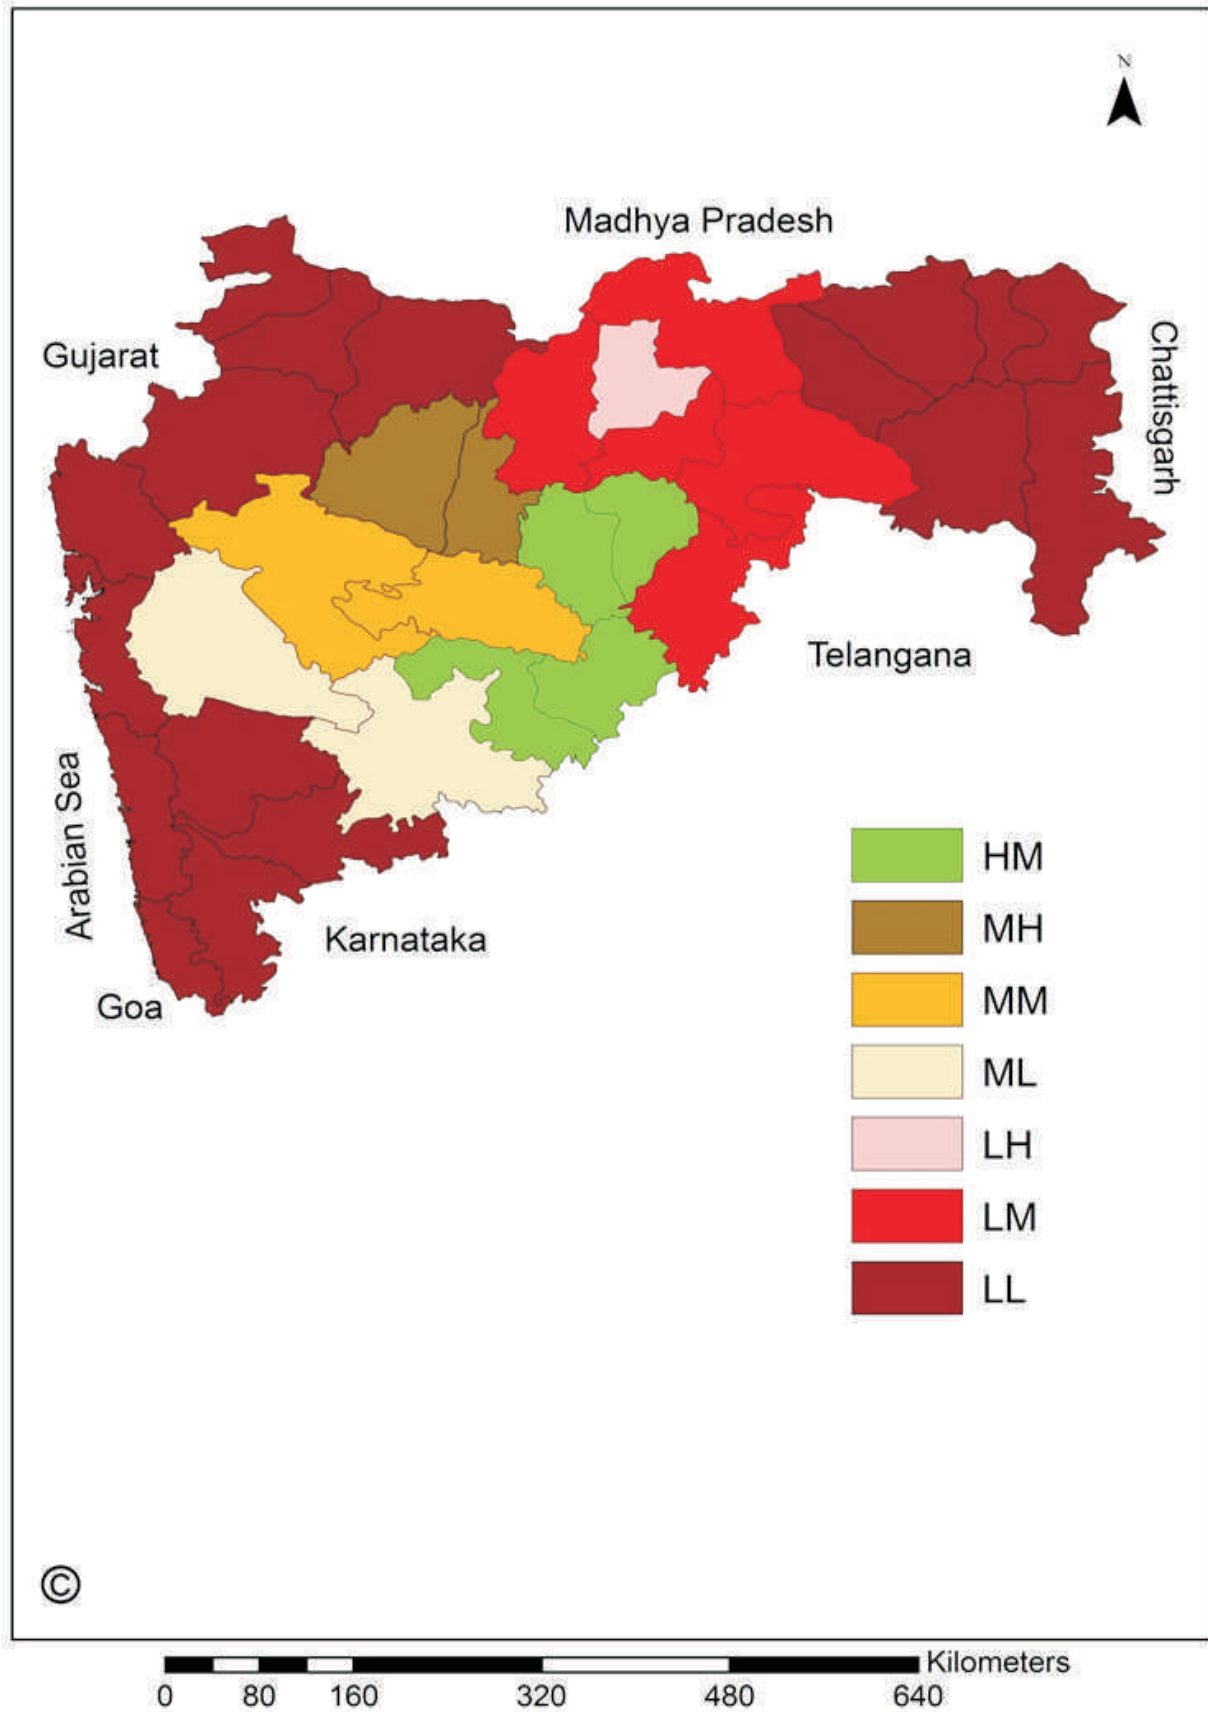 N
Madhya Pradesh
Gujarat
Chattisgarh
Telangana
Arabian Sea
Karnataka
Goa
HM
MH
MM
ML
LH
LM
LL
©
Kilometers
0 80 160 320 480 640